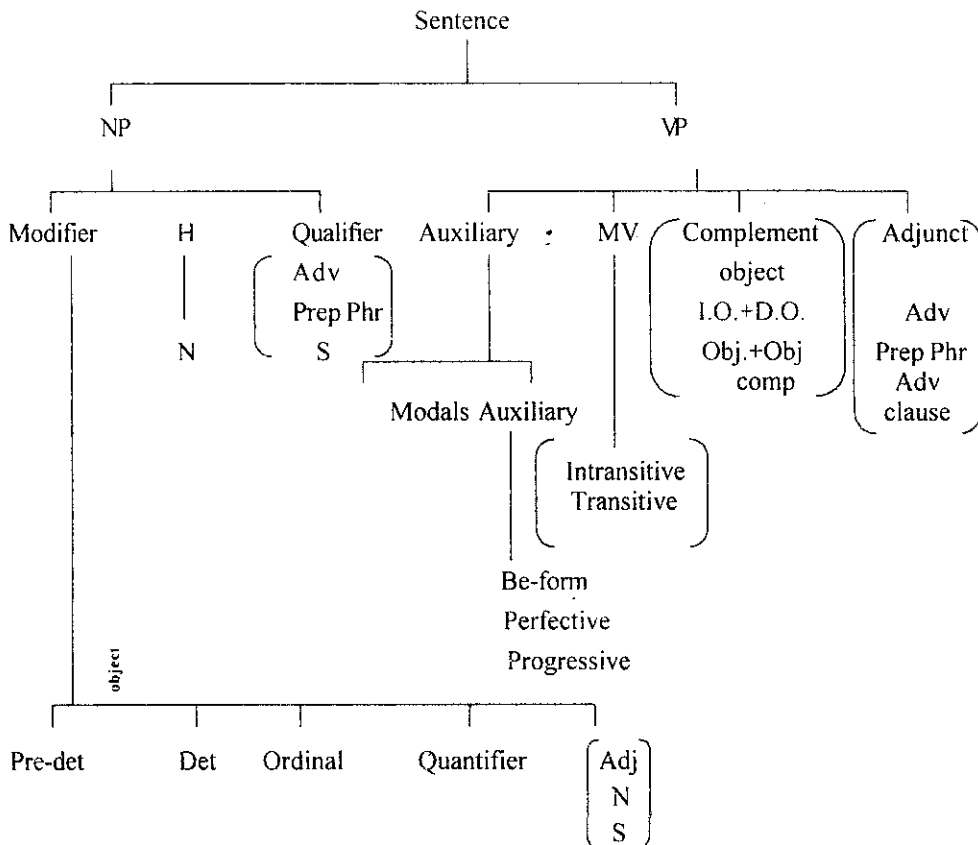 Sentence
NP VP
Modifier H Qualifier Auxiliary MV Complement Adjunct
Adv object
Prep Phr I.O.+D.O. Adv
N S Obj.+Obj Prep Phr
comp Adv
Modals Auxiliary clause
Intransitive
Transitive
Be-form
Perfective
object
Progressive
Pre-det Det Ordinal Quantifier Adj
N
S